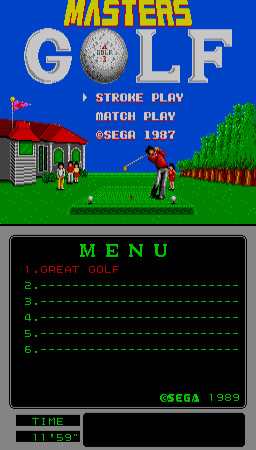 MASTERS
GOLF
STROKE PLAY
MATCH PLAY
©SEGA 1987
MENU
1.GREAT GOLF
2.-------------------------
3.-------------------------
4.-------------------------
5.-------------------------
6.-------------------------
©SEGA 1989
TIME
11'59"